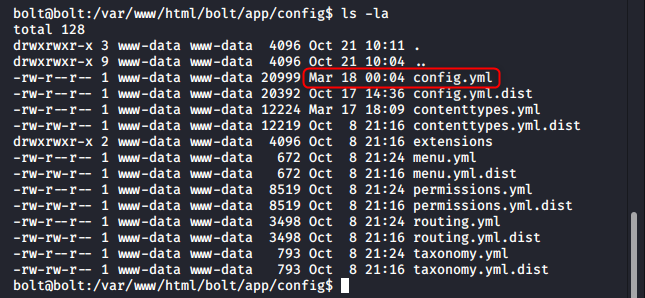 bolt@bolt:/var/www/html/bolt/app/config$ ls -la
total 128
drwxrwxr-x 3 www-data www-data  4096 Oct 21 10:11 .
drwxrwxr-x 9 www-data www-data  4096 Oct 21 10:04 ..
-rw-r--r-- 1 www-data www-data 20999 Mar 18 00:04 config.yml
-rw-r--r-- 1 www-data www-data 20392 Oct 17 14:36 config.yml.dist
-rw-r--r-- 1 www-data www-data 12224 Mar 17 18:09 contenttypes.yml
-rw-rw-r-- 1 www-data www-data 12219 Oct  8 21:16 contenttypes.yml.dist
drwxrwxr-x 2 www-data www-data  4096 Oct  8 21:16 extensions
-rw-r--r-- 1 www-data www-data   672 Oct  8 21:24 menu.yml
-rw-rw-r-- 1 www-data www-data   672 Oct  8 21:16 menu.yml.dist
-rw-r--r-- 1 www-data www-data  8519 Oct  8 21:24 permissions.yml
-rw-rw-r-- 1 www-data www-data  8519 Oct  8 21:16 permissions.yml.dist
-rw-r--r-- 1 www-data www-data  3498 Oct  8 21:24 routing.yml
-rw-rw-r-- 1 www-data www-data  3498 Oct  8 21:16 routing.yml.dist
-rw-r--r-- 1 www-data www-data   793 Oct  8 21:24 taxonomy.yml
-rw-rw-r-- 1 www-data www-data   793 Oct  8 21:16 taxonomy.yml.dist
bolt@bolt:/var/www/html/bolt/app/config$